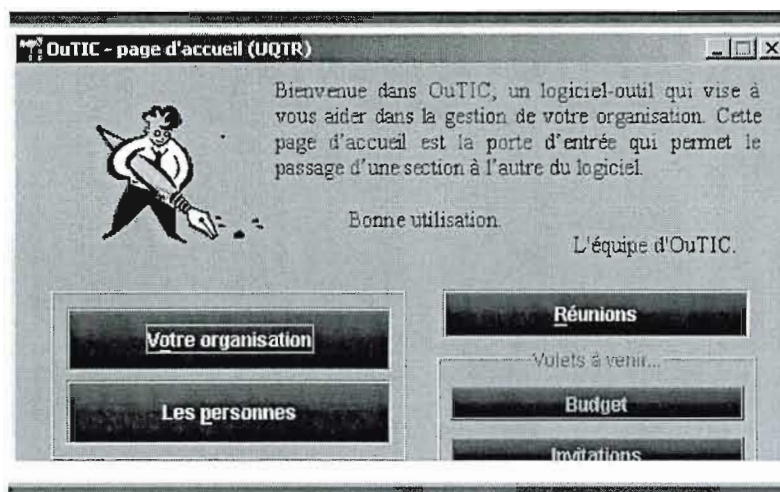 OuTIC - page d'accueil (UQTR)
Bienvenue dans OuTIC, un logiciel-outil qui vise à
vous aider dans la gestion de votre organisation. Cette
page d'accueil est la porte d'entrée qui permet le
passage d'une section à l'autre du logiciel.
Bonne utilisation.
L'équipe d'OuTIC.
Votre organisation
Les personnes
Réunions
Volets à venir...
Budget
Invitations